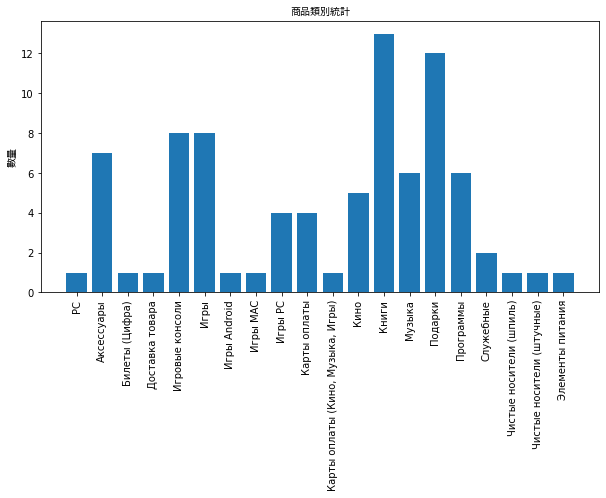 商品類別統計
數量
12
10
8
6
4
2
0
PC
Аксессуары
Билеты (Цифра)
Доставка товара
Игровые консоли
Игры
Игры Android
Игры MAC
Игры PC
Карты оплаты
Карты оплаты (Кино, Музыка, Игры)
Кино
Книги
Музыка
Подарки
Программы
Служебные
Чистые носители (шпиль)
Чистые носители (штучные)
Элементы питания